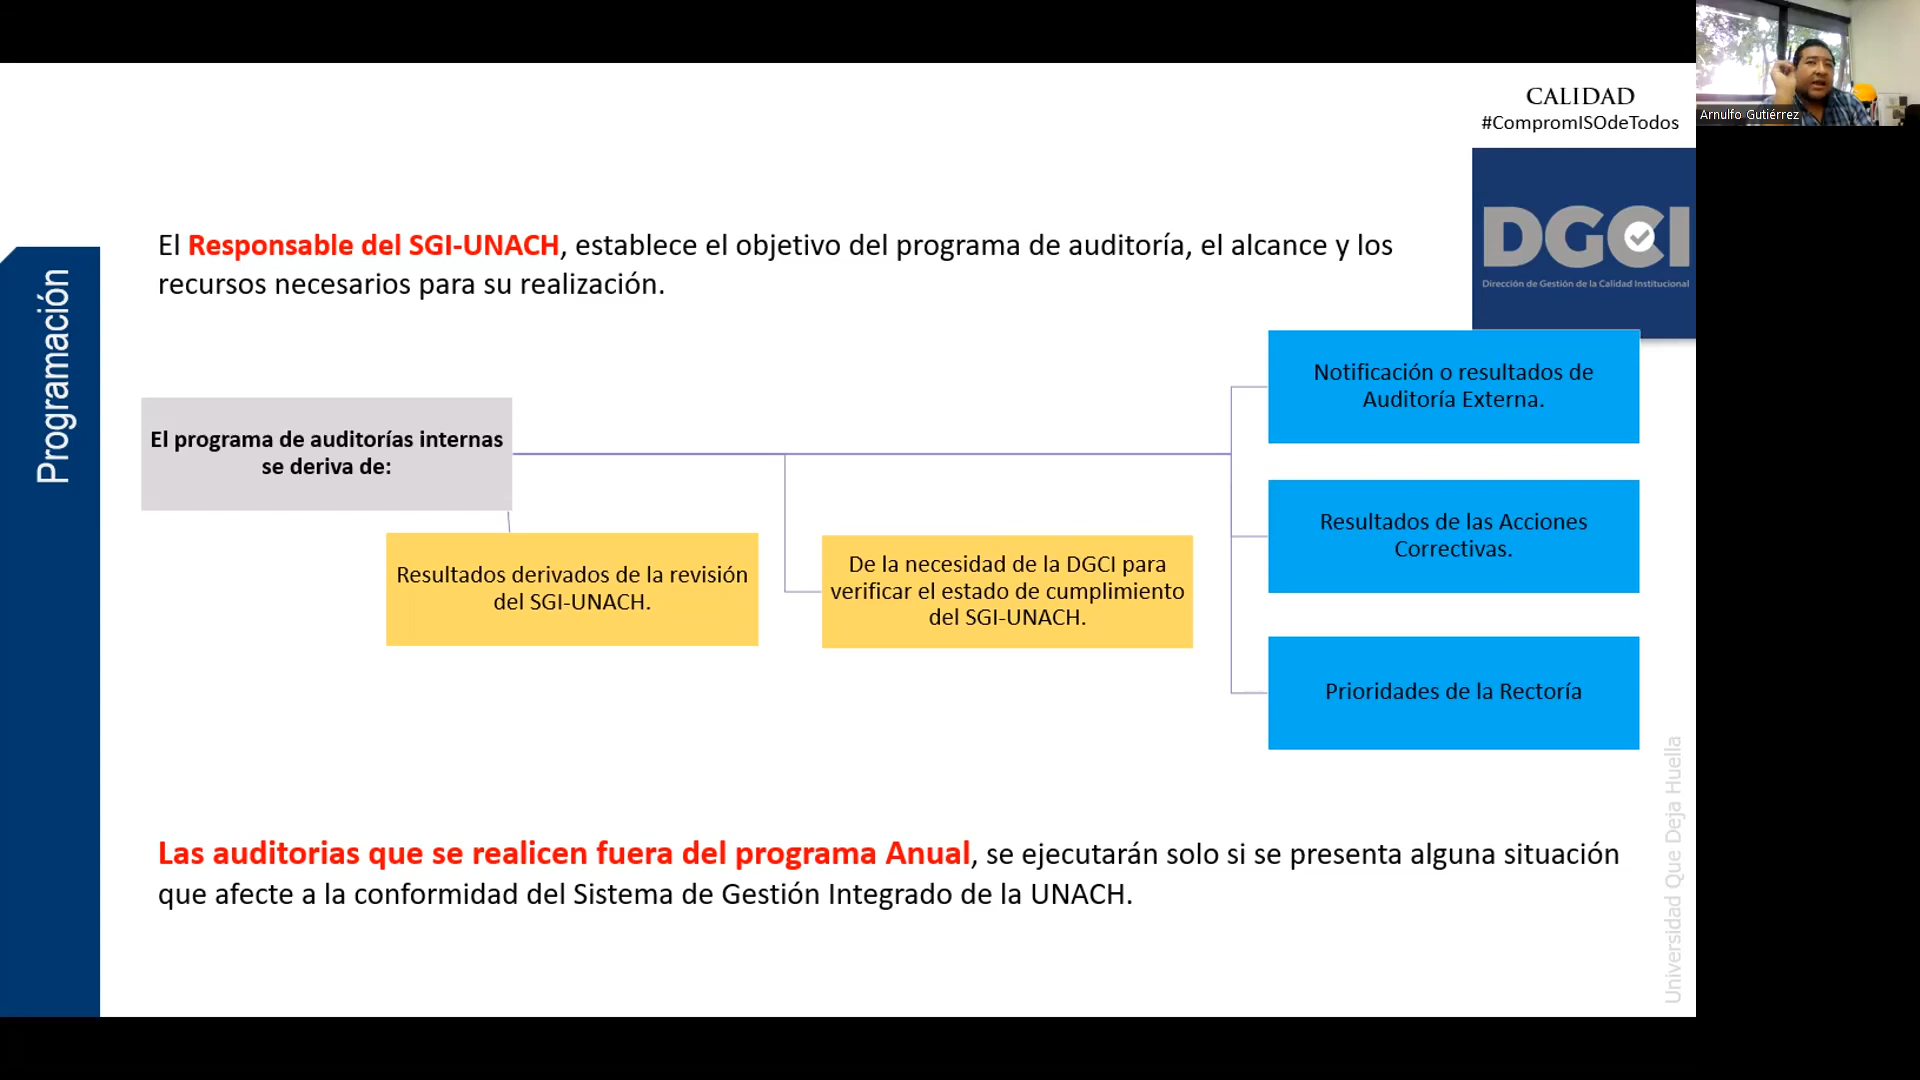 CALIDAD
#CompromISOdeTodos
Arnulfo Gutiérrez
DGCI
Dirección de Gestión de la Calidad Institucional
Programación
El Responsable del SGI-UNACH, establece el objetivo del programa de auditoría, el alcance y los
recursos necesarios para su realización.
El programa de auditorías internas
se deriva de:
Resultados derivados de la revisión
del SGI-UNACH.
De la necesidad de la DGCI para
verificar el estado de cumplimiento
del SGI-UNACH.
Notificación o resultados de
Auditoría Externa.
Resultados de las Acciones
Correctivas.
Prioridades de la Rectoría
Las auditorias que se realicen fuera del programa Anual, se ejecutarán solo si se presenta alguna situación
que afecte a la conformidad del Sistema de Gestión Integrado de la UNACH.
Universidad Que Deja Huella